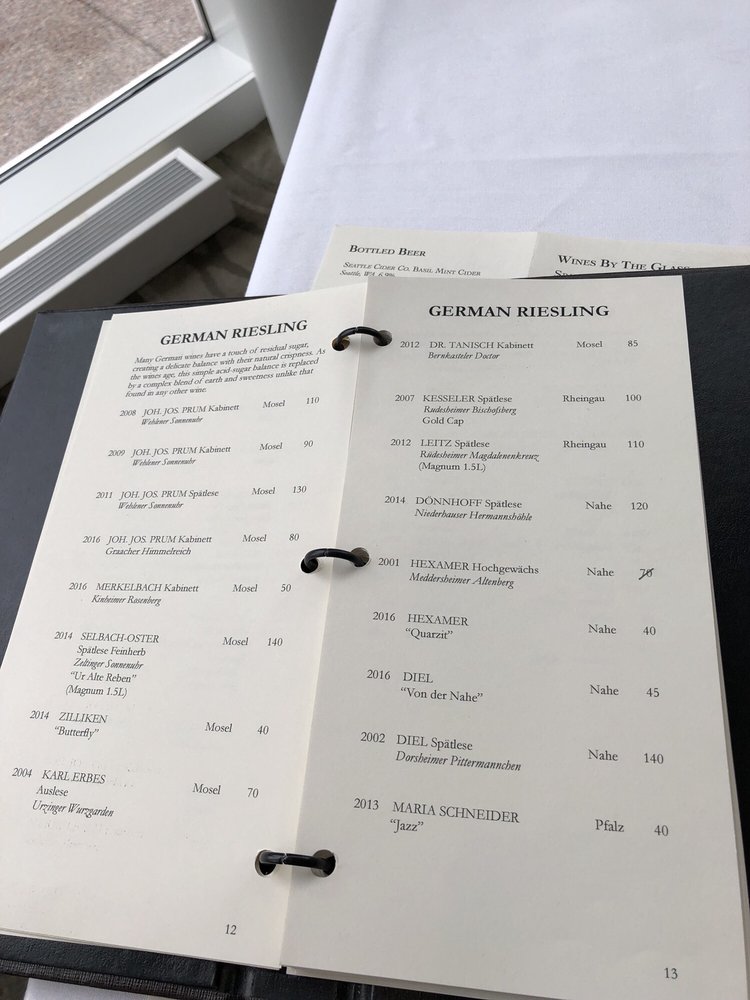 BOTTLED BEER
SEATTLE CIDER CO. BASIL MINT CIDER
Seattle, WA 6.9%
WINES BY THE GLASS
GERMAN RIESLING
Many German wines have a touch of residual sugar,
creating a delicate balance with their natural crispness. As
the wines age, this simple acid-sugar balance is replaced
by a complex blend of earth and sweetness unlike that
found in any other wine.
2008 JOH. JOS. PRUM Kabinett Mosel 110
Wehlener Sonnenuhr
2009 JOH. JOS. PRUM Kabinett Mosel 90
Wehlener Sonnenuhr
2011 JOH. JOS. PRUM Spätlese Mosel 130
Wehlener Sonnenuhr
2016 JOH. JOS. PRUM Kabinett Mosel 80
Graacher Himmelreich
2016 MERKELBACH Kabinett Mosel 50
Kinheimer Rosenberg
2014 SELBACH-OSTER Mosel 140
Spätlese Feinherb
Zeltinger Sonnenuhr
"Ur Alte Reben"
(Magnum 1.5L)
2014 ZILLIKEN Mosel 40
"Butterfly"
2004 KARL ERBES Mosel 70
Auslese
Urzinger Wurzgarden
12
GERMAN RIESLING
2012 DR. TANISCH Kabinett Mosel 85
Bernkasteler Doctor
2007 KESSELER Spätlese Rheingau 100
Rudesheimer Bischofsberg
Gold Cap
2012 LEITZ Spätlese Rheingau 110
Rüdesheimer Magdalenenkreuz
(Magnum 1.5L)
2014 DÖNNHOFF Spätlese Nahe 120
Niederhauser Hermannshöhle
2001 HEXAMER Hochgewächs Nahe 70
Meddersheimer Altenberg
2016 HEXAMER Nahe 40
"Quarzit"
2016 DIEL Nahe 45
"Von der Nahe"
2002 DIEL Spätlese Nahe 140
Dorsheimer Pittermannchen
2013 MARIA SCHNEIDER Pfalz 40
"Jazz"
13